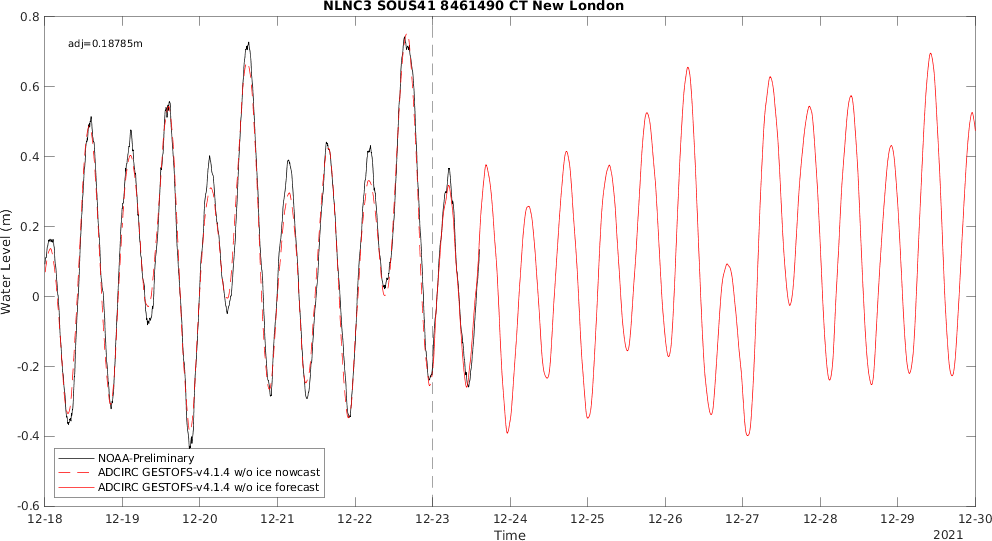 NLNC3 SOUS41 8461490 CT New London
adj=0.18785m
Water Level (m)
0.8
0.6
0.4
0.2
0
-0.2
-0.4
-0.6
NOAA-Preliminary
ADCIRC GESTOFS-v4.1.4 w/o ice nowcast
ADCIRC GESTOFS-v4.1.4 w/o ice forecast
12-18 12-19 12-20 12-21 12-22 12-23 12-24 12-25 12-26 12-27 12-28 12-29 12-30
Time
2021